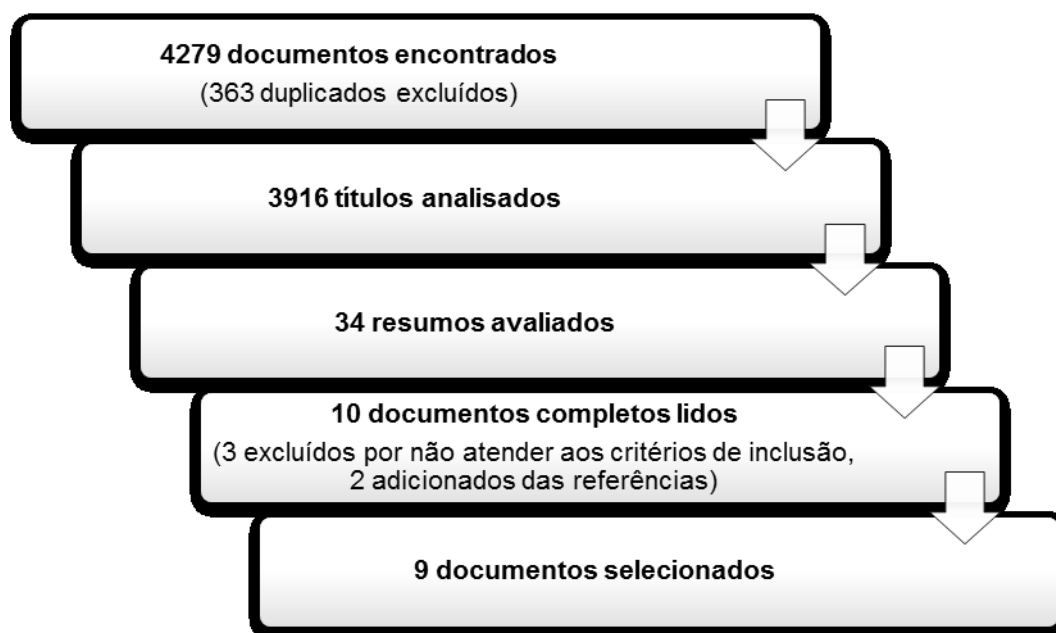 4279 documentos encontrados
(363 duplicados excluídos)
3916 títulos analisados
34 resumos avaliados
10 documentos completos lidos
(3 excluídos por não atender aos critérios de inclusão,
2 adicionados das referências)
9 documentos selecionados